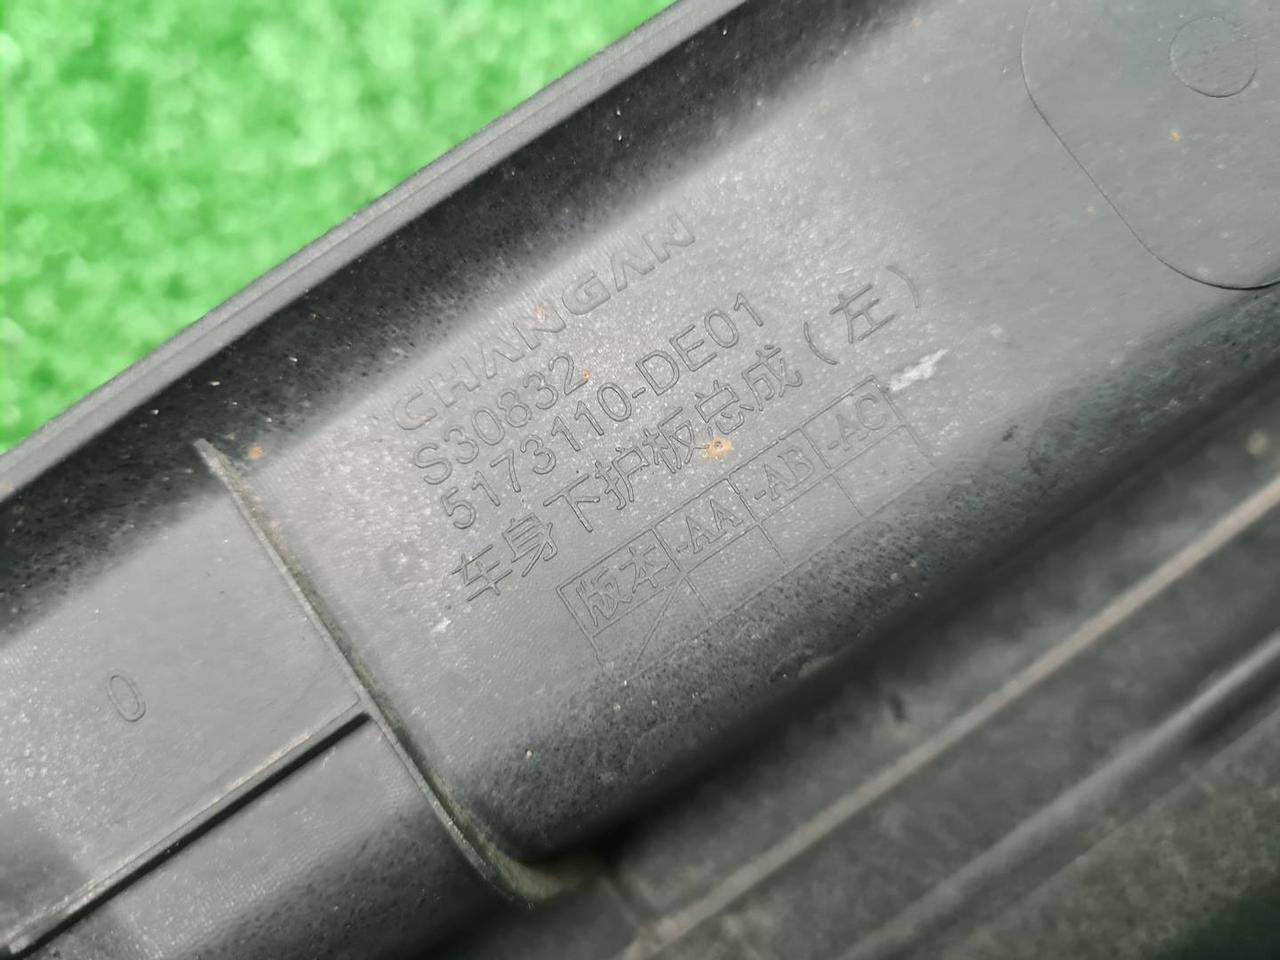 CHANGAN
S30832
5173110-DE01
车身下护板总成（左）
版本 -AA -AB -AC
0